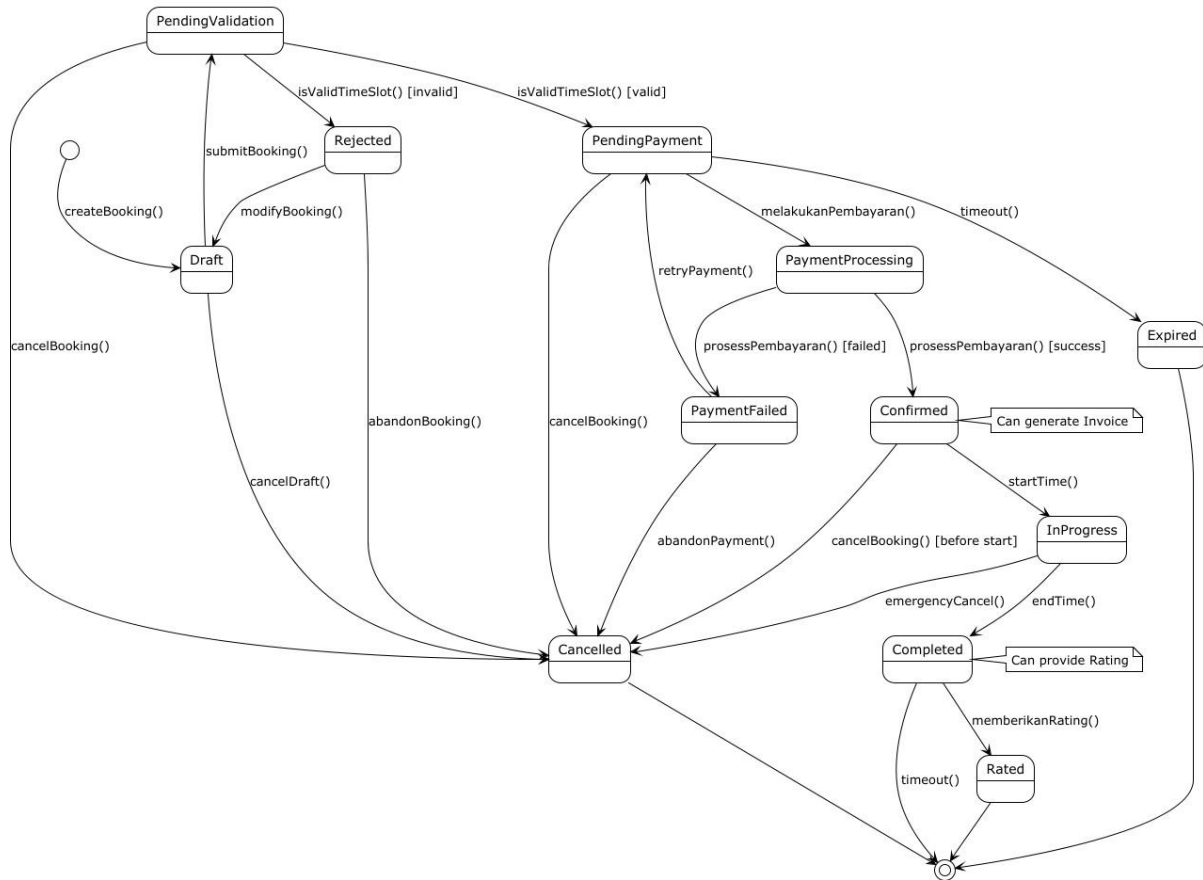 PendingValidation
isValidTimeSlot() [invalid]
isValidTimeSlot() [valid]
Rejected
PendingPayment
submitBooking()
createBooking()
modifyBooking()
melakukanPembayaran()
timeout()
Draft
PaymentProcessing
retryPayment()
Expired
cancelBooking()
prosessPembayaran() [failed]
prosessPembayaran() [success]
PaymentFailed
Confirmed
Can generate Invoice
abandonBooking()
cancelBooking()
cancelDraft()
startTime()
InProgress
abandonPayment()
cancelBooking() [before start]
emergencyCancel()
endTime()
Cancelled
Completed
Can provide Rating
memberikanRating()
Rated
timeout()